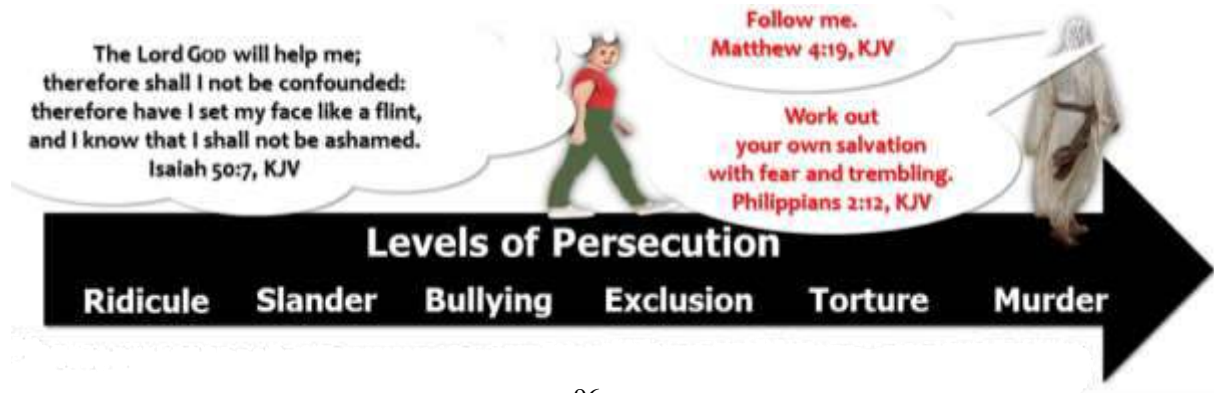 The Lord GOD will help me;
therefore shall I not be confounded:
therefore have I set my face like a flint,
and I know that I shall not be ashamed.
Isaiah 50:7, KJV
Follow me.
Matthew 4:19, KJV
Work out
your own salvation
with fear and trembling.
Philippians 2:12, KJV
Levels of Persecution
Ridicule Slander Bullying Exclusion Torture Murder